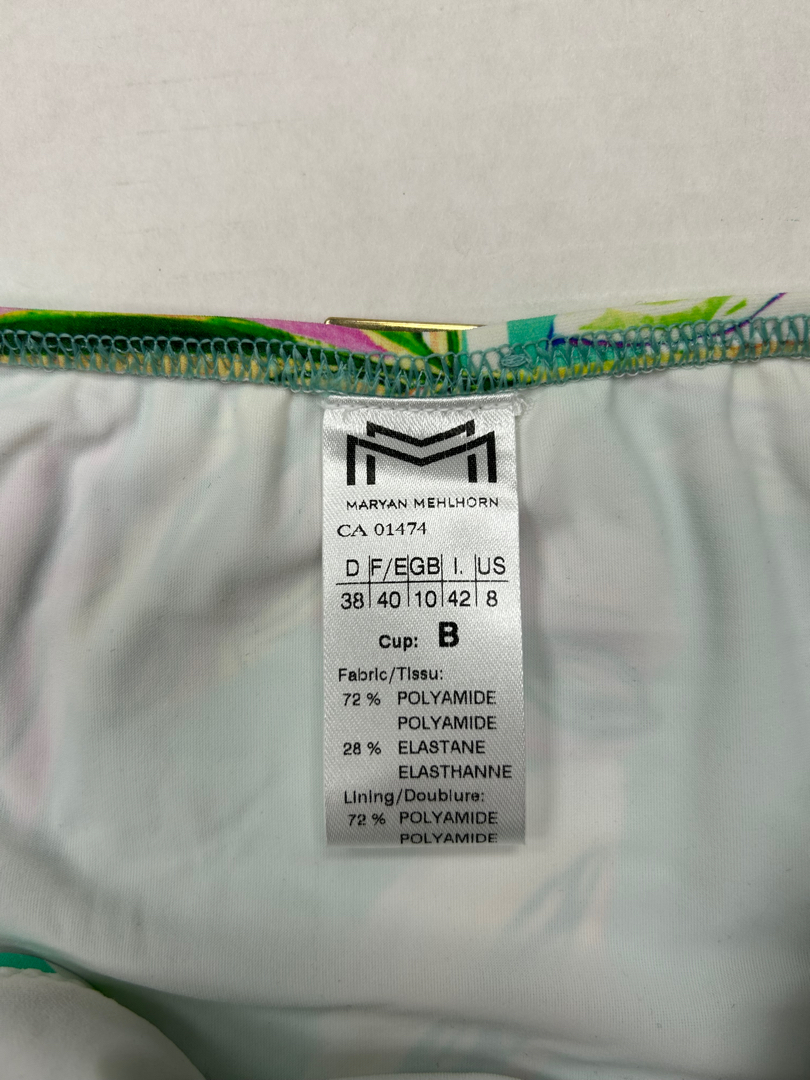 MARYAN MEHLHORN
CA 01474
D F/E GB I. US
38 40 10 42 8
Cup: B
Fabric/Tissu:
72 % POLYAMIDE
POLYAMIDE
28 % ELASTANE
ELASTHANNE
Lining/Doublure:
72 % POLYAMIDE
POLYAMIDE